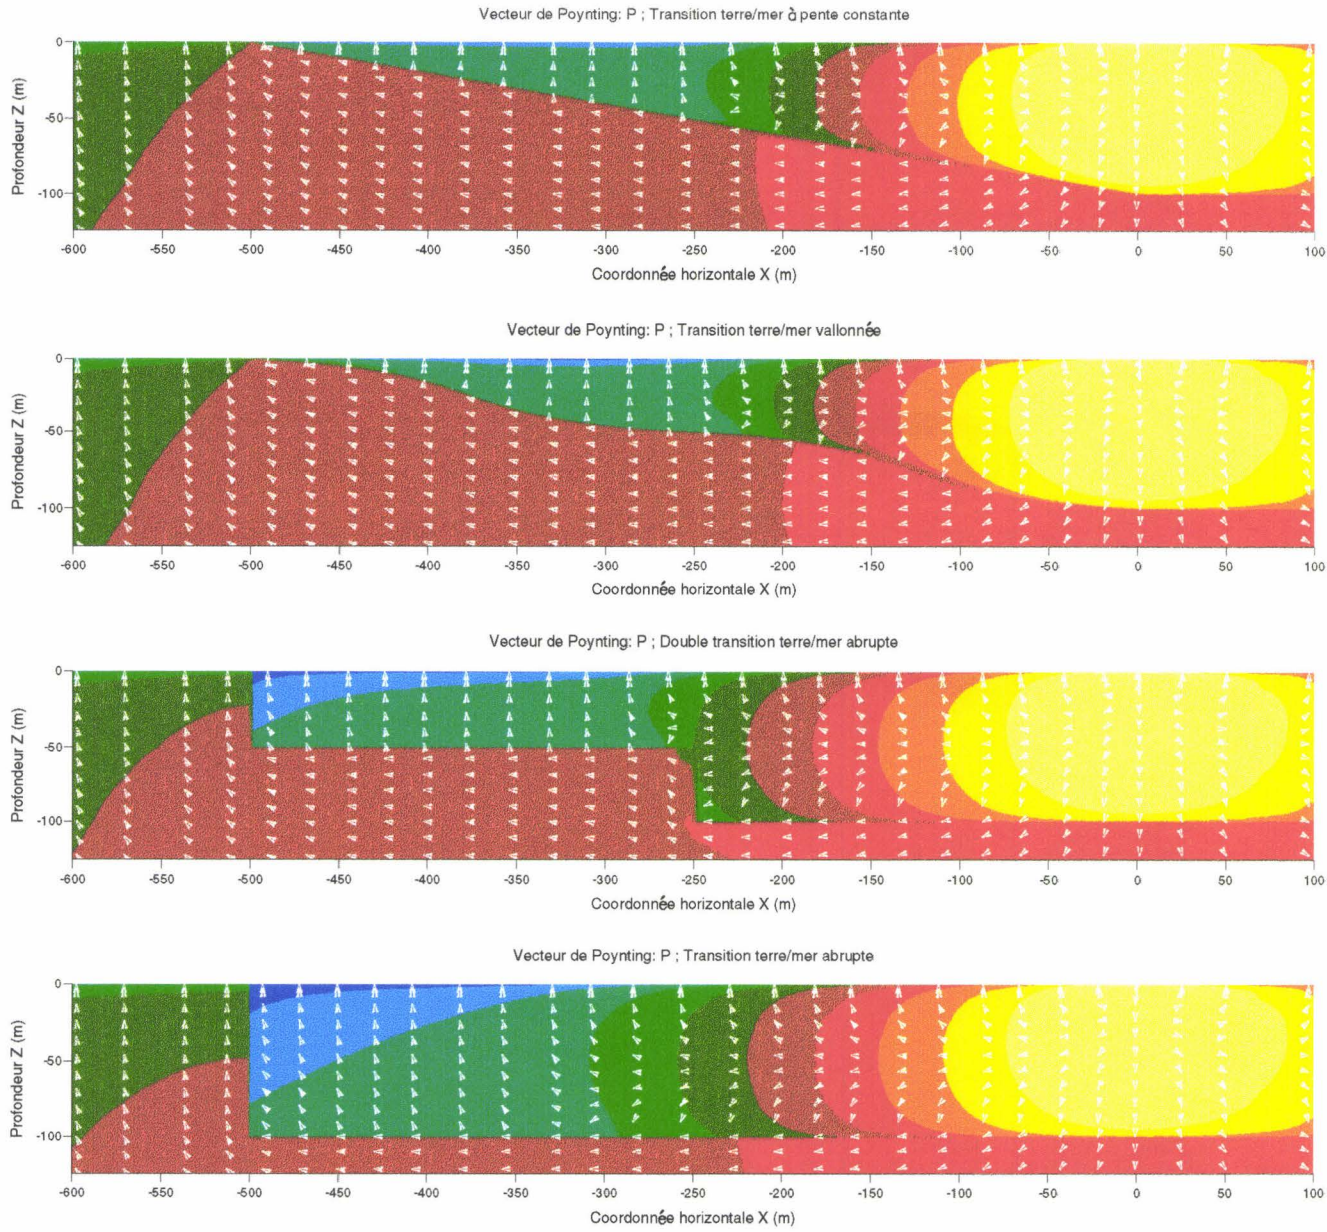 Vecteur de Poynting: P ; Transition terre/mer à pente constante
Profondeur Z (m)
0
-50
-100
-600 -550 -500 -450 -400 -350 -300 -250 -200 -150 -100 -50 0 50 100
Coordonnée horizontale X (m)
Vecteur de Poynting: P ; Transition terre/mer vallonnée
Profondeur Z (m)
0
-50
-100
-600 -550 -500 -450 -400 -350 -300 -250 -200 -150 -100 -50 0 50 100
Coordonnée horizontale X (m)
Vecteur de Poynting: P ; Double transition terre/mer abrupte
Profondeur Z (m)
0
-50
-100
-600 -550 -500 -450 -400 -350 -300 -250 -200 -150 -100 -50 0 50 100
Coordonnée horizontale X (m)
Vecteur de Poynting: P ; Transition terre/mer abrupte
Profondeur Z (m)
0
-50
-100
-600 -550 -500 -450 -400 -350 -300 -250 -200 -150 -100 -50 0 50 100
Coordonnée horizontale X (m)